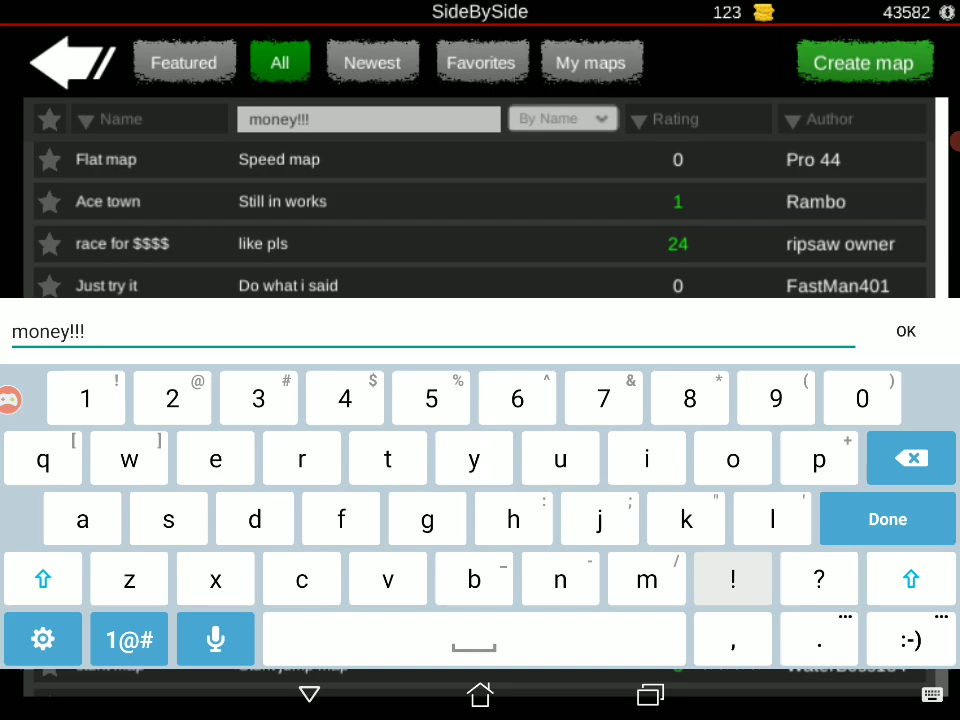 SideBySide 123 43582
Featured All Newest Favorites My maps Create map
Name money!!! By Name Rating Author
Flat map Speed map 0 Pro 44
Ace town Still in works 1 Rambo
race for $$$$ like pls 24 ripsaw owner
Just try it Do what i said 0 FastMan401
money!!! OK
! @ # $ % ^ & * ( )
1 2 3 4 5 6 7 8 9 0
[ ] +
q w e r t y u i o p
: ; " '
a s d f g h j k l Done
_ - /
z x c v b n m ! ?
1@# , . :-)